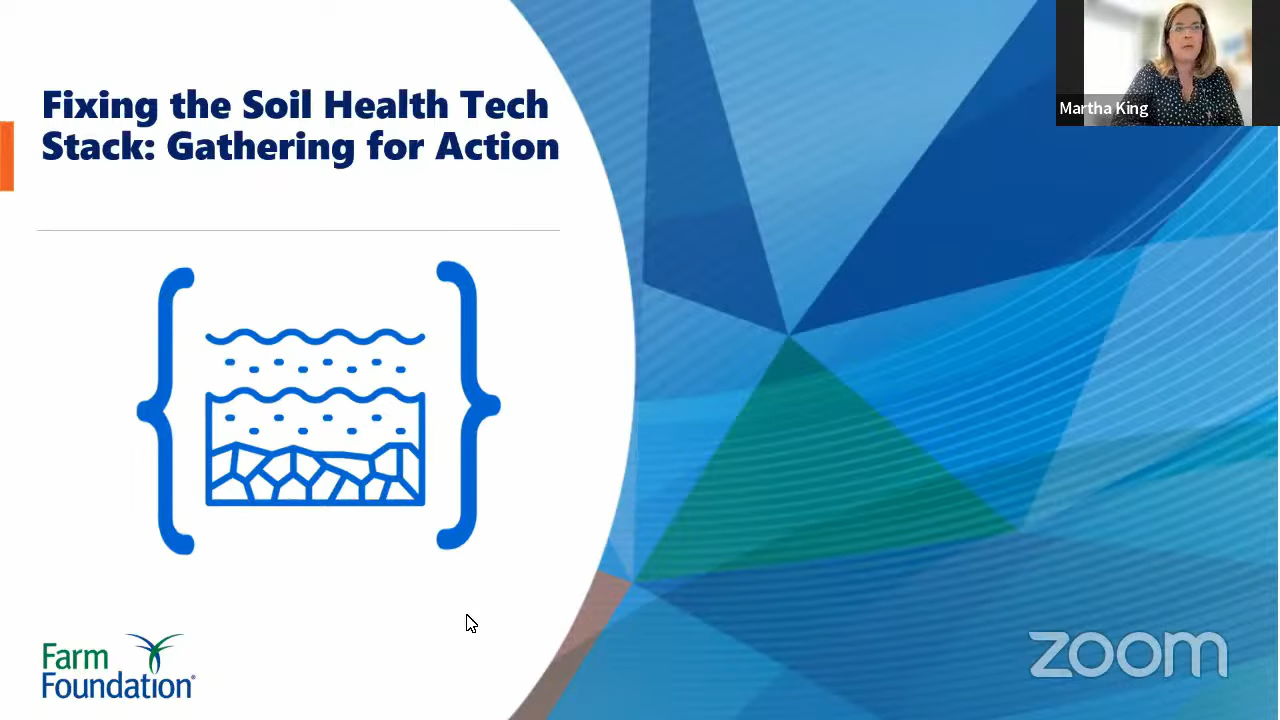 Fixing the Soil Health Tech
Stack: Gathering for Action
Martha King
Farm
Foundation®
zoom